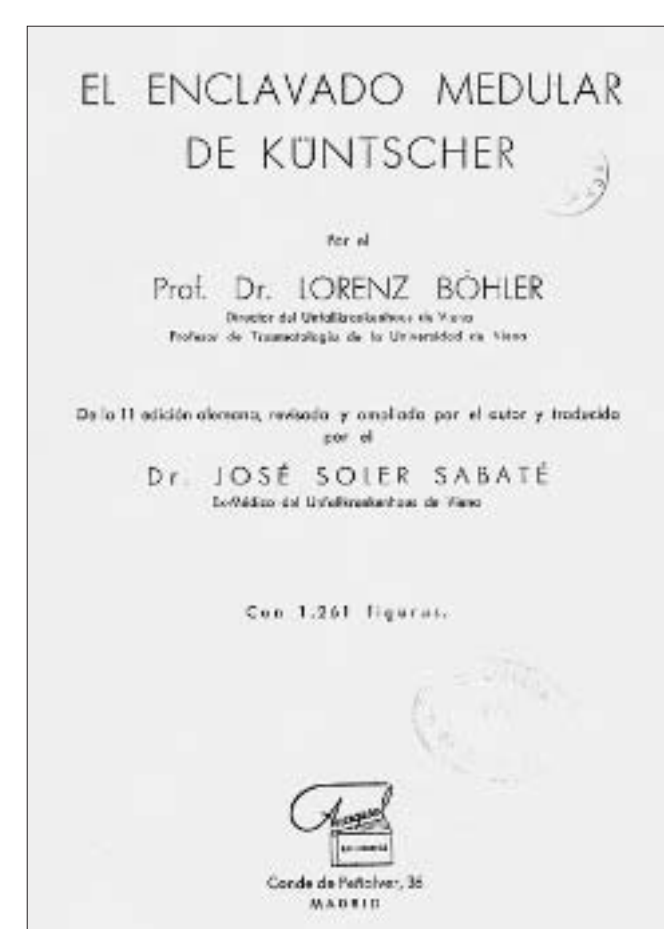 EL ENCLAVADO MEDULAR
DE KÜNTSCHER
Por el
Prof. Dr. LORENZ BÖHLER
Director del Unfallkrankenhaus de Viena
Profesor de Traumatología de la Universidad de Viena
De la 11 edición alemana, revisada y ampliada por el autor y traducida
por el
Dr. JOSÉ SOLER SABATÉ
Ex-Médico del Unfallkrankenhaus de Viena
Con 1.261 figuras.
Conde de Peñalver, 36
MADRID